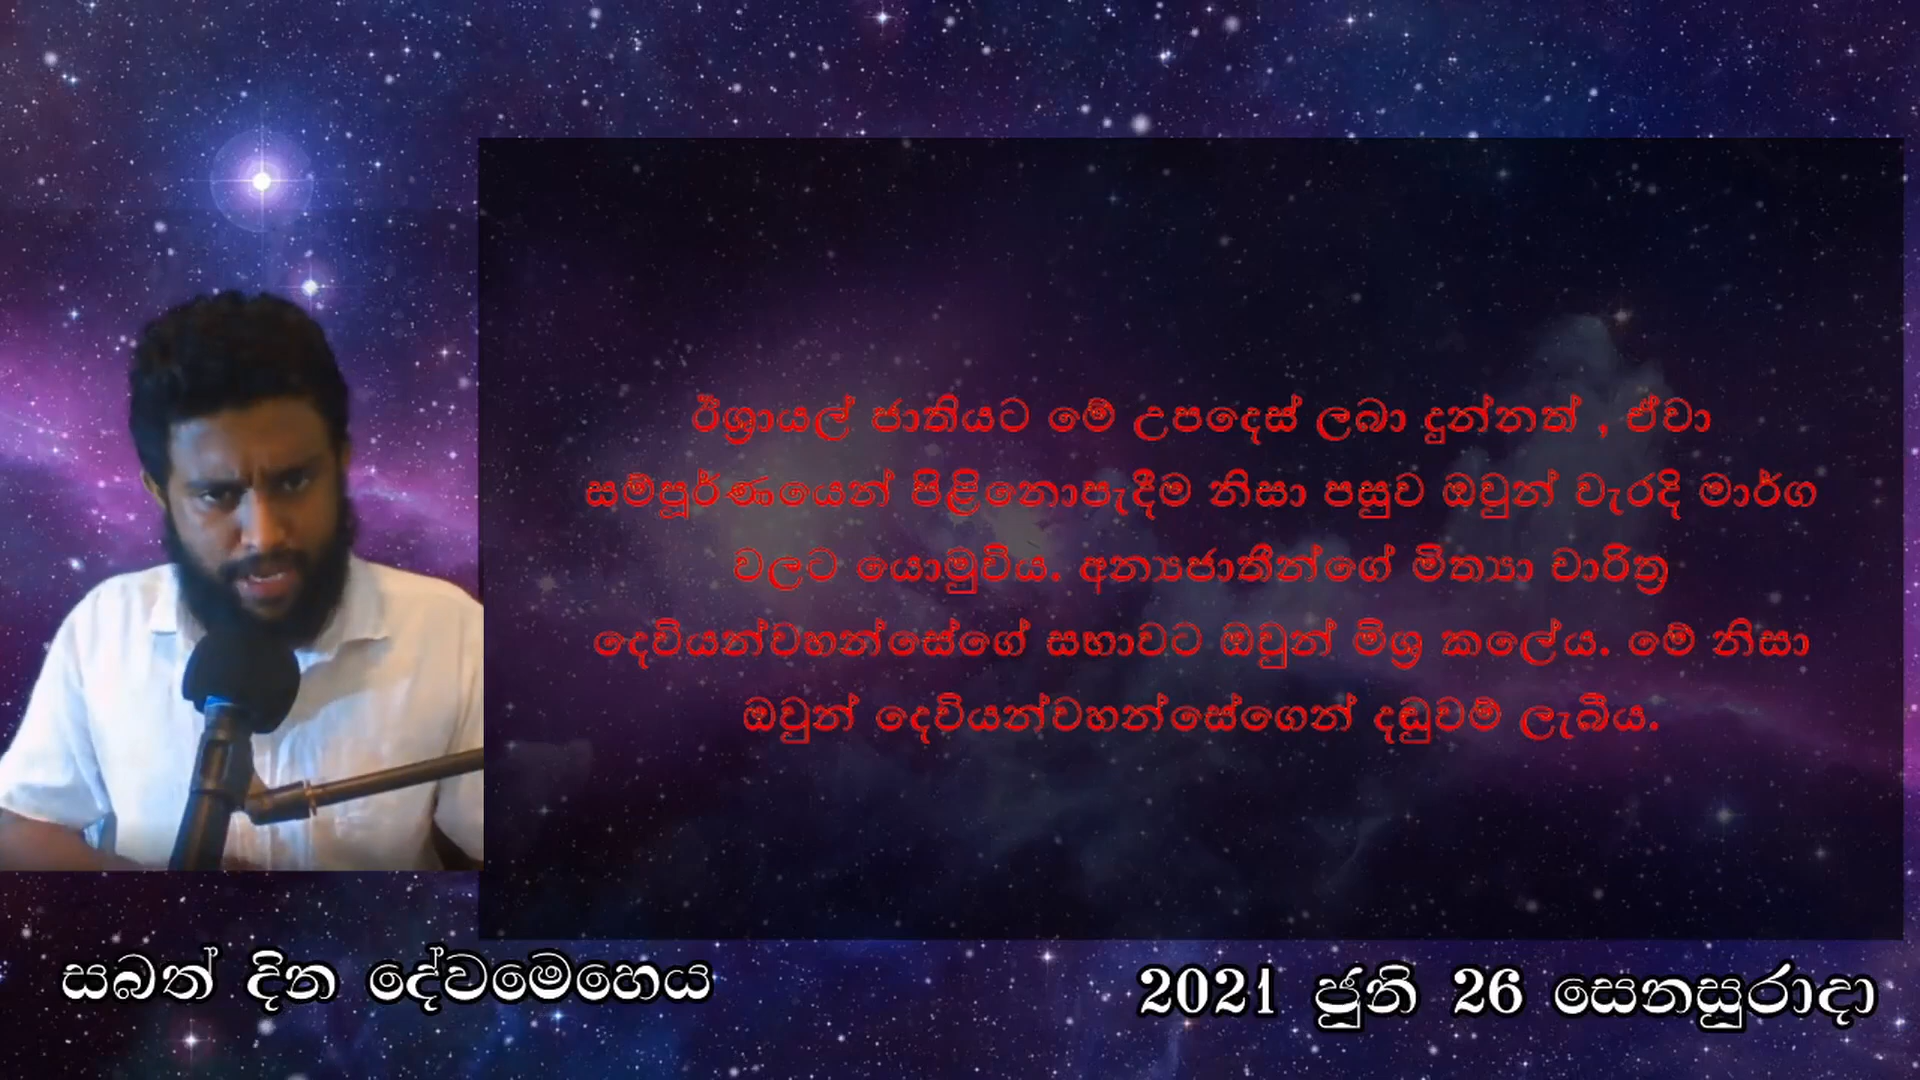 ඊශ්‍රායල් ජාතියට මේ උපදෙස් ලබා දුන්නත් , ඒවා
සම්පූර්ණයෙන් පිළිනොපැදීම නිසා පසුව ඔවුන් වැරදි මාර්ග
වලට යොමුවිය. අන්‍යජාතීන්ගේ මිත්‍යා චාරිත්‍ර
දෙවියන්වහන්සේගේ සභාවට ඔවුන් මිශ්‍ර කලේය. මේ නිසා
ඔවුන් දෙවියන්වහන්සේගෙන් දඬුවම් ලැබීය.
සබත් දින දේවමෙහෙය
2021 ජුනි 26 සෙනසුරාදා